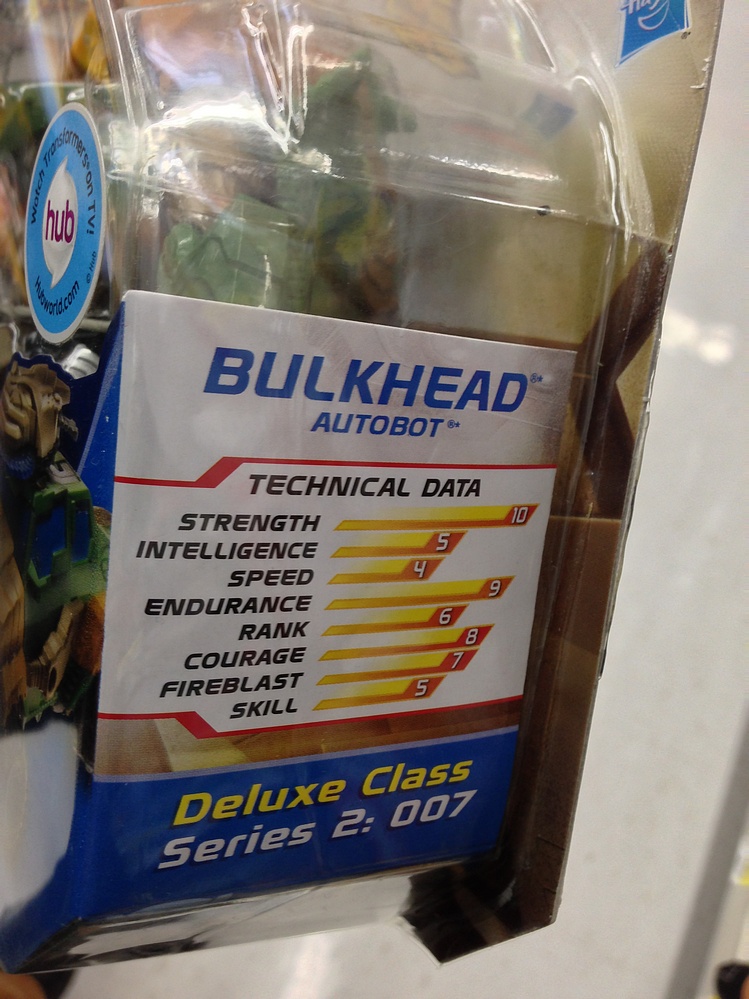 Watch Transformers on TV!
hub
Hubworld.com
© Hub
BULKHEAD®*
AUTOBOT®*
TECHNICAL DATA
STRENGTH 10
INTELLIGENCE 5
SPEED 4
ENDURANCE 9
RANK 6
COURAGE 8
FIREBLAST 7
SKILL 5
Deluxe Class
Series 2: 007